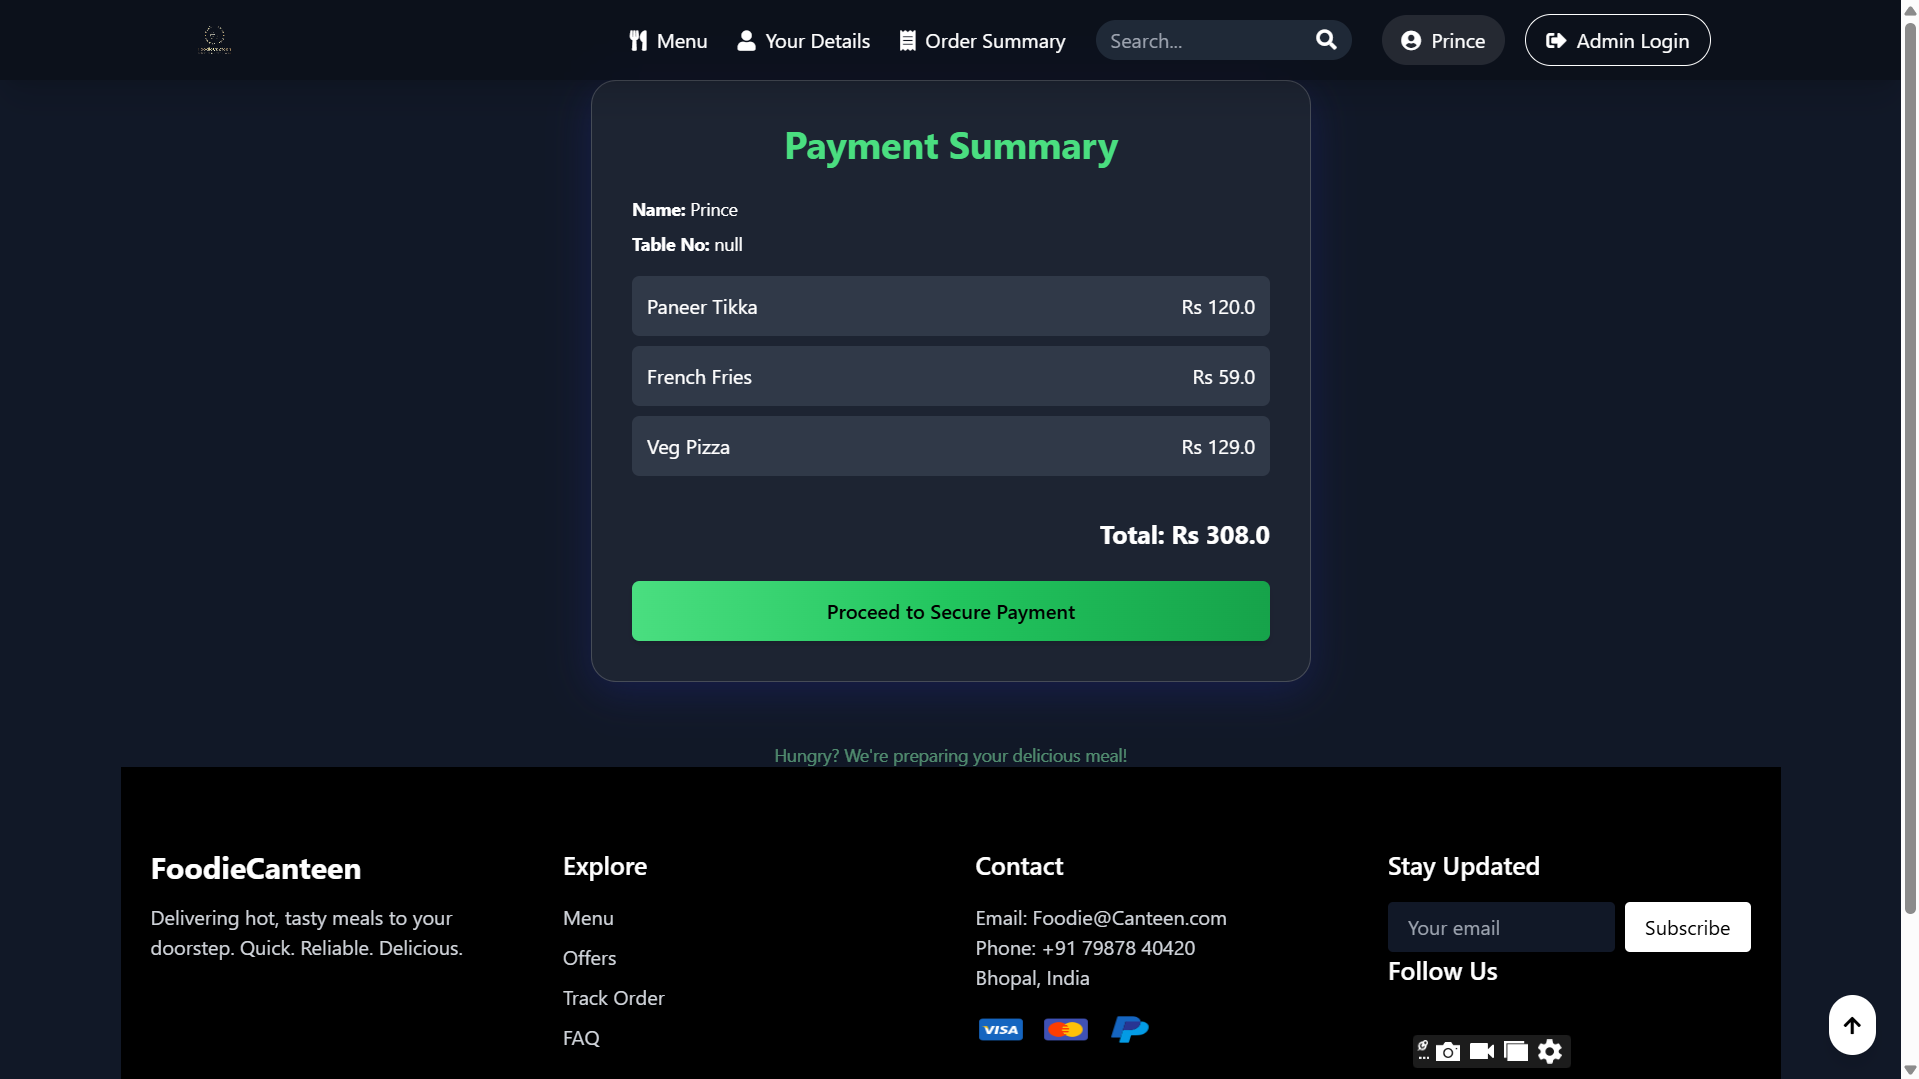 Menu
Your Details
Order Summary
Search...
Prince
Admin Login
Payment Summary
Name: Prince
Table No: null
Paneer Tikka Rs 120.0
French Fries Rs 59.0
Veg Pizza Rs 129.0
Total: Rs 308.0
Proceed to Secure Payment
Hungry? We're preparing your delicious meal!
FoodieCanteen
Delivering hot, tasty meals to your
doorstep. Quick. Reliable. Delicious.
Explore
Menu
Offers
Track Order
FAQ
Contact
Email: Foodie@Canteen.com
Phone: +91 79878 40420
Bhopal, India
VISA
Stay Updated
Your email
Subscribe
Follow Us